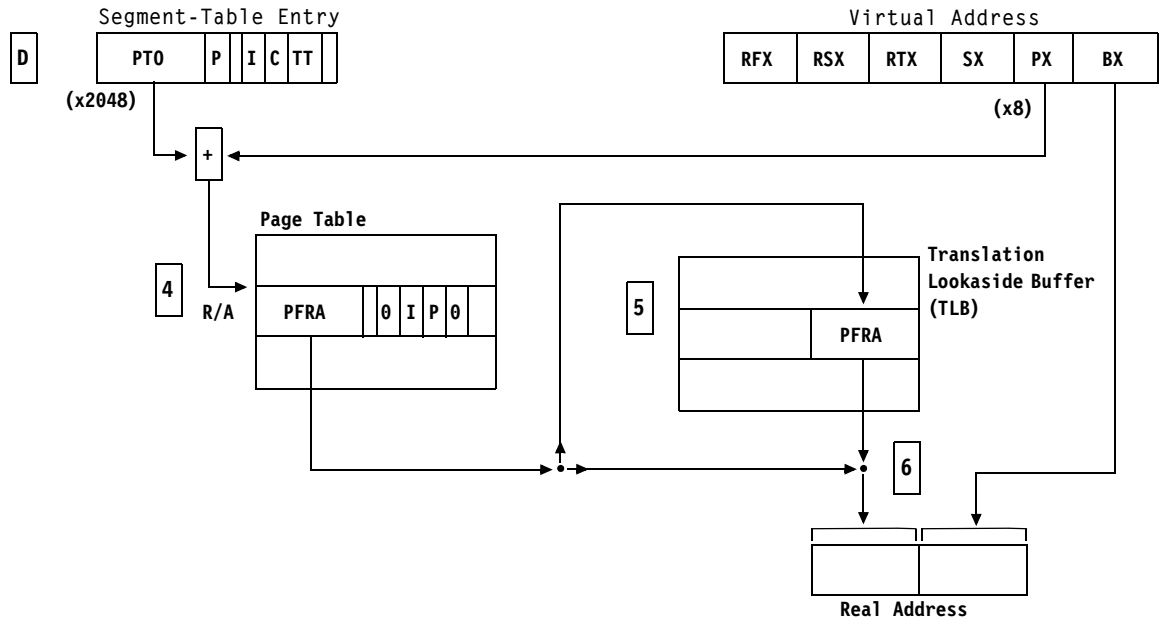 Segment-Table Entry
Virtual Address
D
PTO P I C TT
RFX RSX RTX SX PX BX
(x2048)
(x8)
+
Page Table
4
R/A
PFRA 0 I P 0
Translation
Lookaside Buffer
(TLB)
5
PFRA
6
Real Address